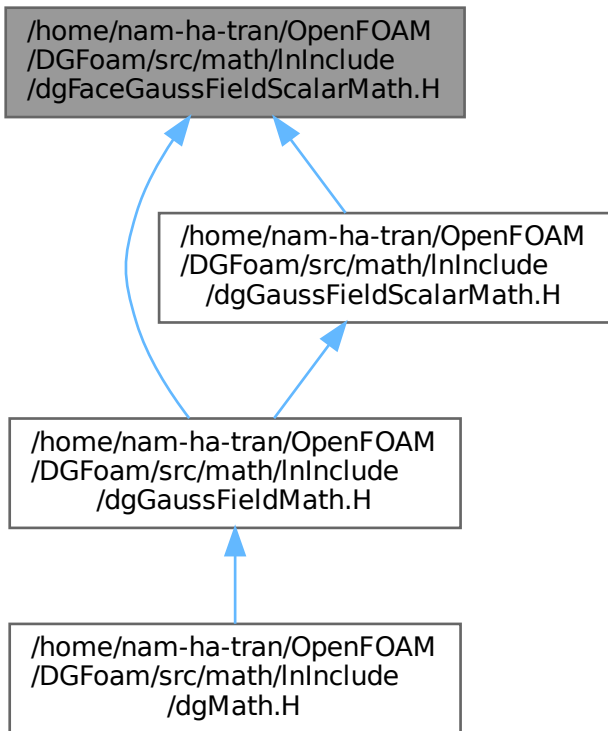 /home/nam-ha-tran/OpenFOAM
/DGFoam/src/math/lnInclude
/dgFaceGaussFieldScalarMath.H
/home/nam-ha-tran/OpenFOAM
/DGFoam/src/math/lnInclude
/dgGaussFieldScalarMath.H
/home/nam-ha-tran/OpenFOAM
/DGFoam/src/math/lnInclude
/dgGaussFieldMath.H
/home/nam-ha-tran/OpenFOAM
/DGFoam/src/math/lnInclude
/dgMath.H